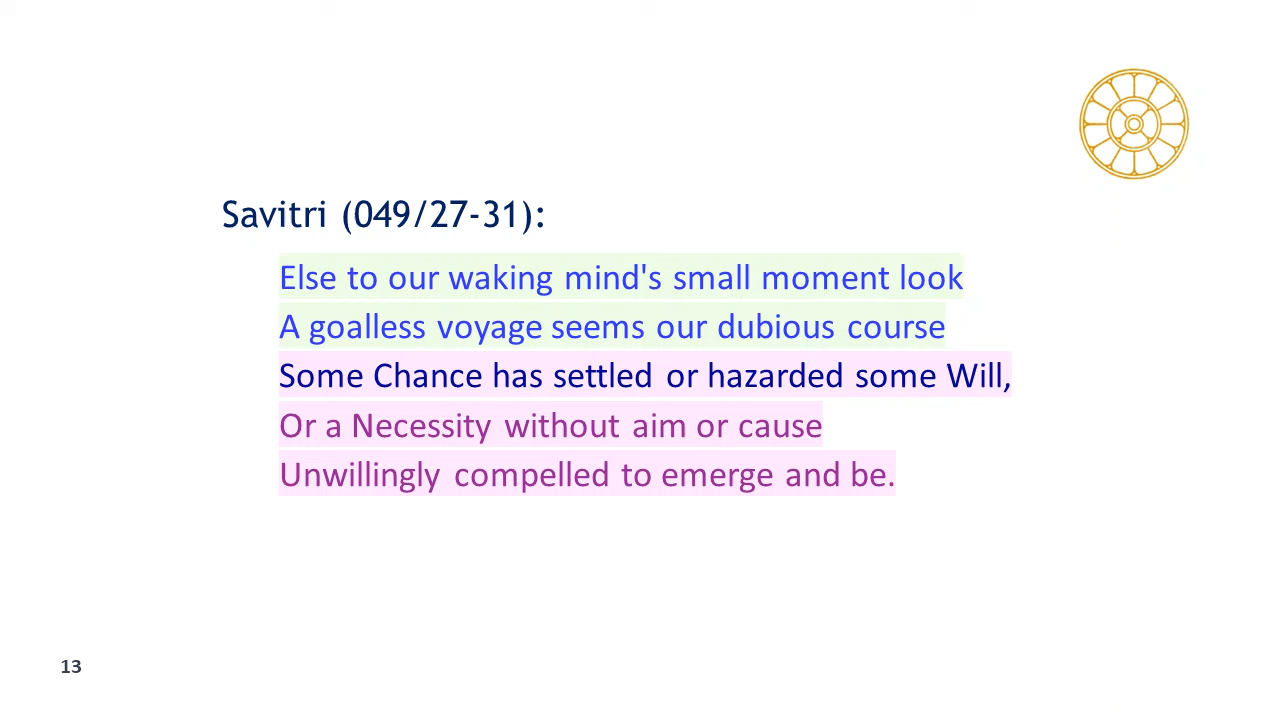 Savitri (049/27-31):
Else to our waking mind's small moment look
A goalless voyage seems our dubious course
Some Chance has settled or hazarded some Will,
Or a Necessity without aim or cause
Unwillingly compelled to emerge and be.
13